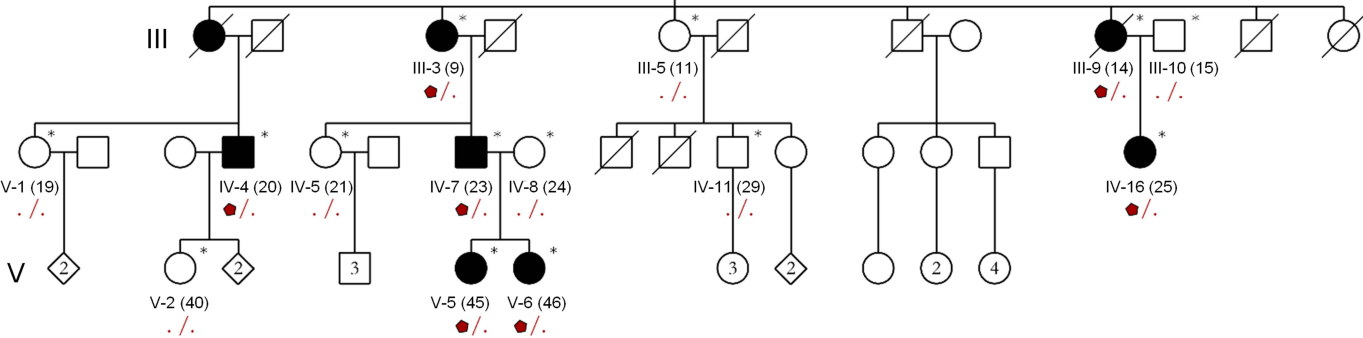 III
* * * *
III-3 (9) III-5 (11) III-9 (14) III-10 (15)
/. ./. /. ./.
* * * * * * *
V-1 (19) IV-4 (20) IV-5 (21) IV-7 (23) IV-8 (24) IV-11 (29) IV-16 (25)
./. /. ./. /. ./. ./. /.
V 2 * 2 3 * * 3 2 2 4
V-2 (40) V-5 (45) V-6 (46)
./. /. /.